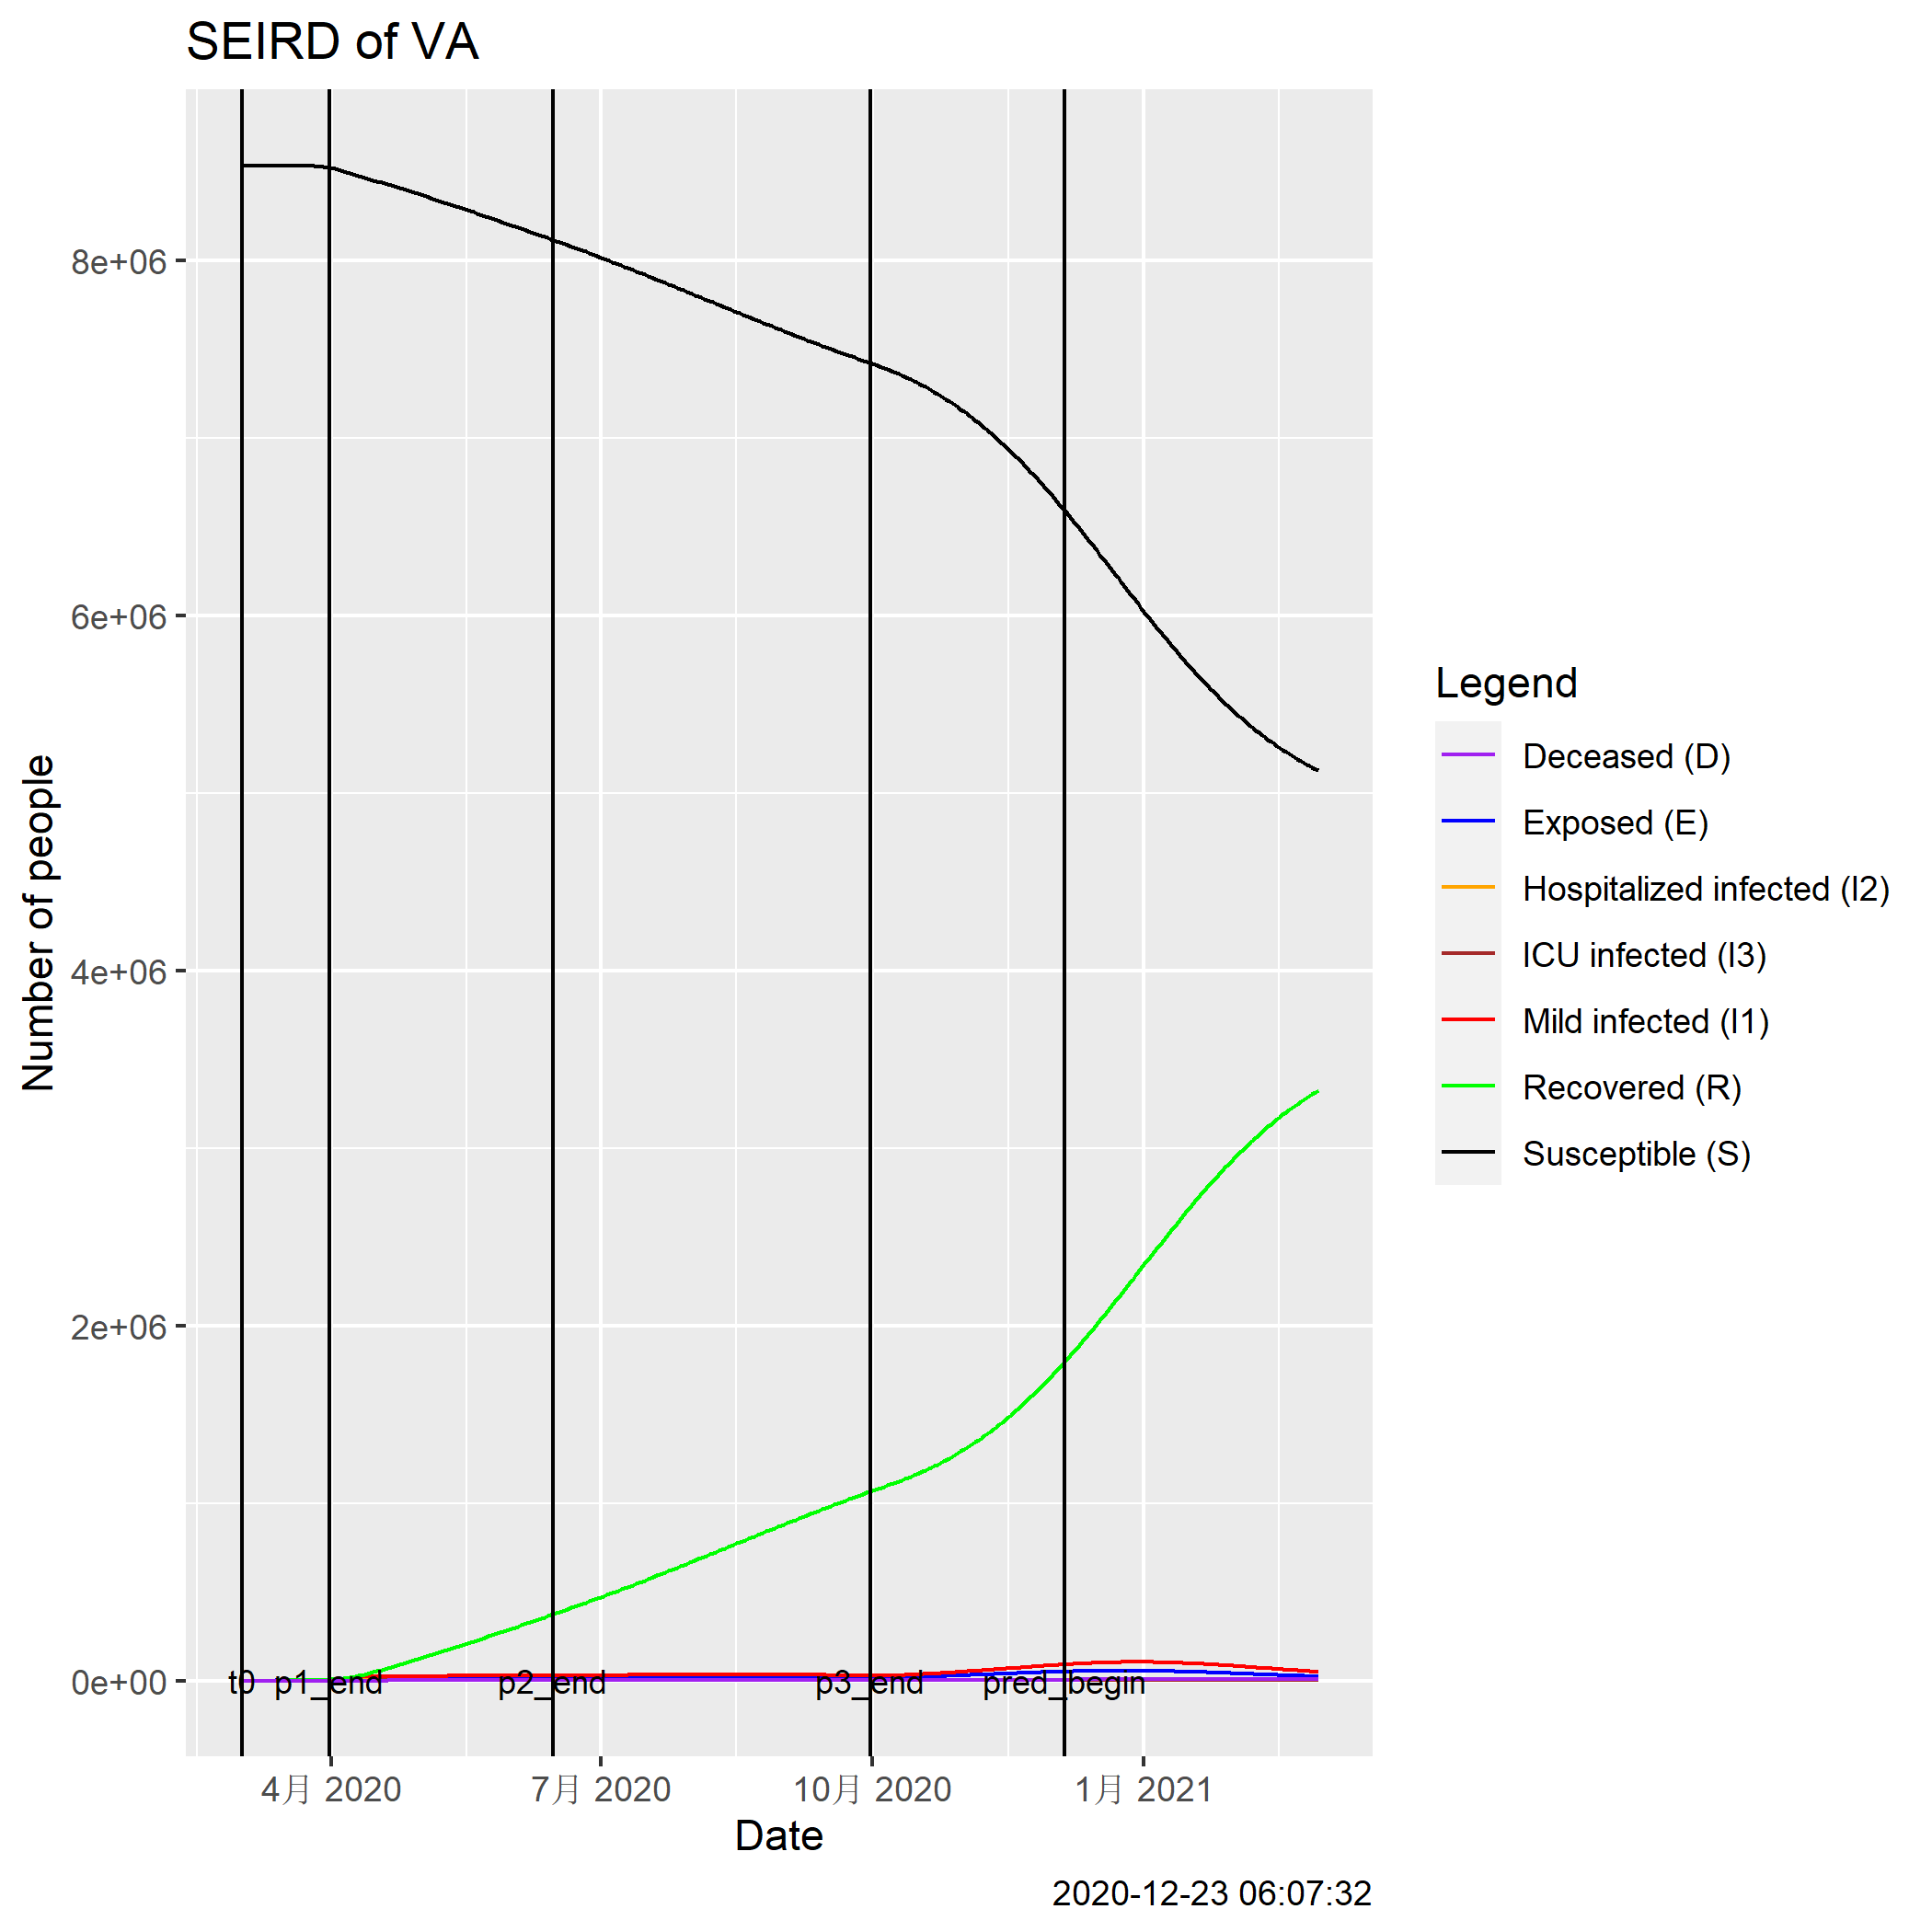 SEIRD of VA
Number of people
8e+06
6e+06
4e+06
2e+06
0e+00
t0 p1_end p2_end p3_end pred_begin
4月 2020 7月 2020 10月 2020 1月 2021
Date
Legend
Deceased (D)
Exposed (E)
Hospitalized infected (I2)
ICU infected (I3)
Mild infected (I1)
Recovered (R)
Susceptible (S)
2020-12-23 06:07:32